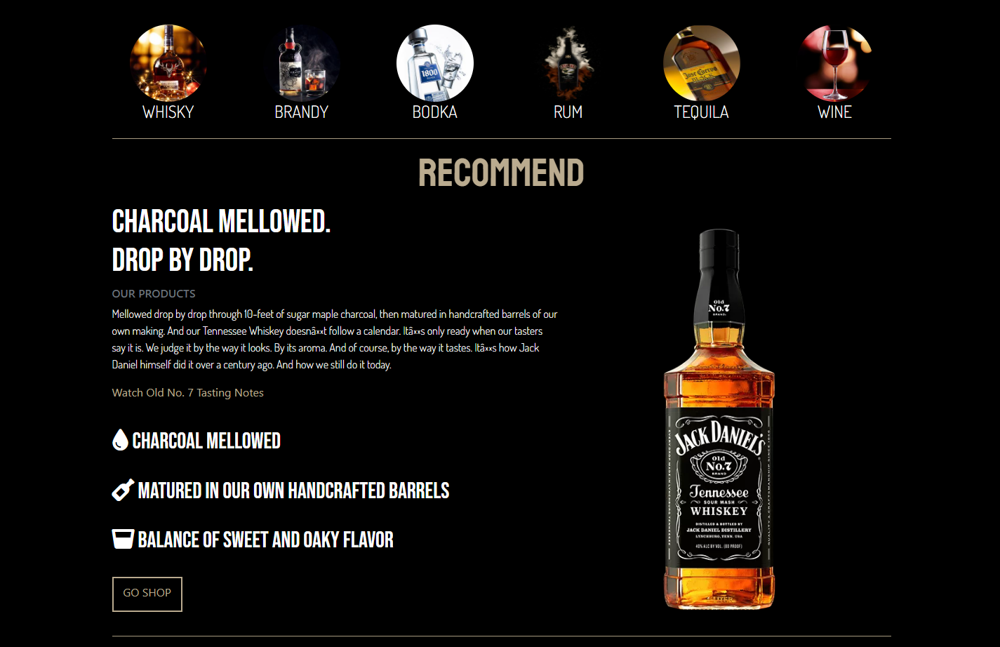 1800
Jose Cuervo
WHISKY
BRANDY
BODKA
RUM
TEQUILA
WINE
RECOMMEND
CHARCOAL MELLOWED.
DROP BY DROP.
OUR PRODUCTS
Mellowed drop by drop through 10-feet of sugar maple charcoal, then matured in handcrafted barrels of our
own making. And our Tennessee Whiskey doesnâ××t follow a calendar. Itâ××s only ready when our tasters
say it is. We judge it by the way it looks. By its aroma. And of course, by the way it tastes. Itâ××s how Jack
Daniel himself did it over a century ago. And how we still do it today.
Watch Old No. 7 Tasting Notes
CHARCOAL MELLOWED
MATURED IN OUR OWN HANDCRAFTED BARRELS
BALANCE OF SWEET AND OAKY FLAVOR
GO SHOP
Old
No.7
BRAND
JACK DANIEL'S
Old
No.7
BRAND
Tennessee
SOUR MASH
WHISKEY
DISTILLED & BOTTLED BY
JACK DANIEL DISTILLERY
LYNCHBURG, TENN. USA
40% ALC BY VOL. (80 PROOF)